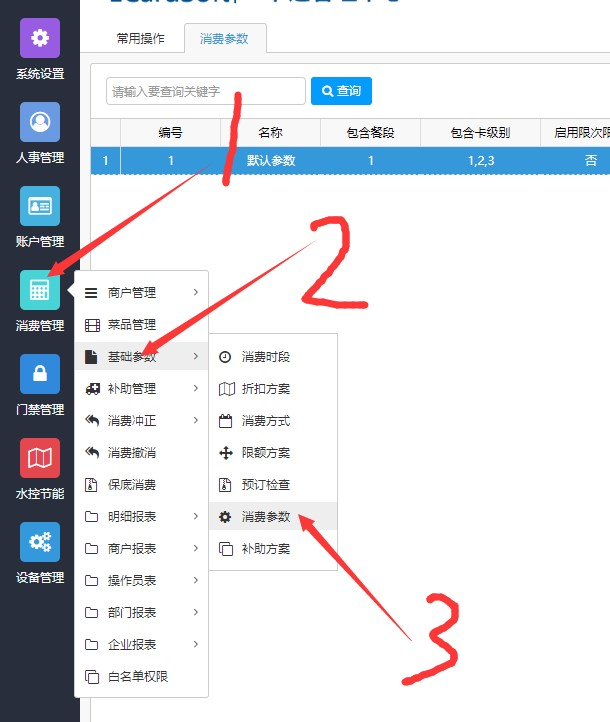 常用操作 消费参数
请输入要查询关键字 查询
编号 名称 包含餐段 包含卡级别
1 1 默认参数 1 1,2,3 否
系统设置
人事管理
账户管理
消费管理
门禁管理
水控节能
设备管理
商户管理
菜品管理
基础参数
补助管理
消费冲正
消费撤消
保底消费
明细报表
商户报表
操作员表
部门报表
企业报表
白名单权限
消费时段
折扣方案
消费方式
限额方案
预订检查
消费参数
补助方案
1
2
3